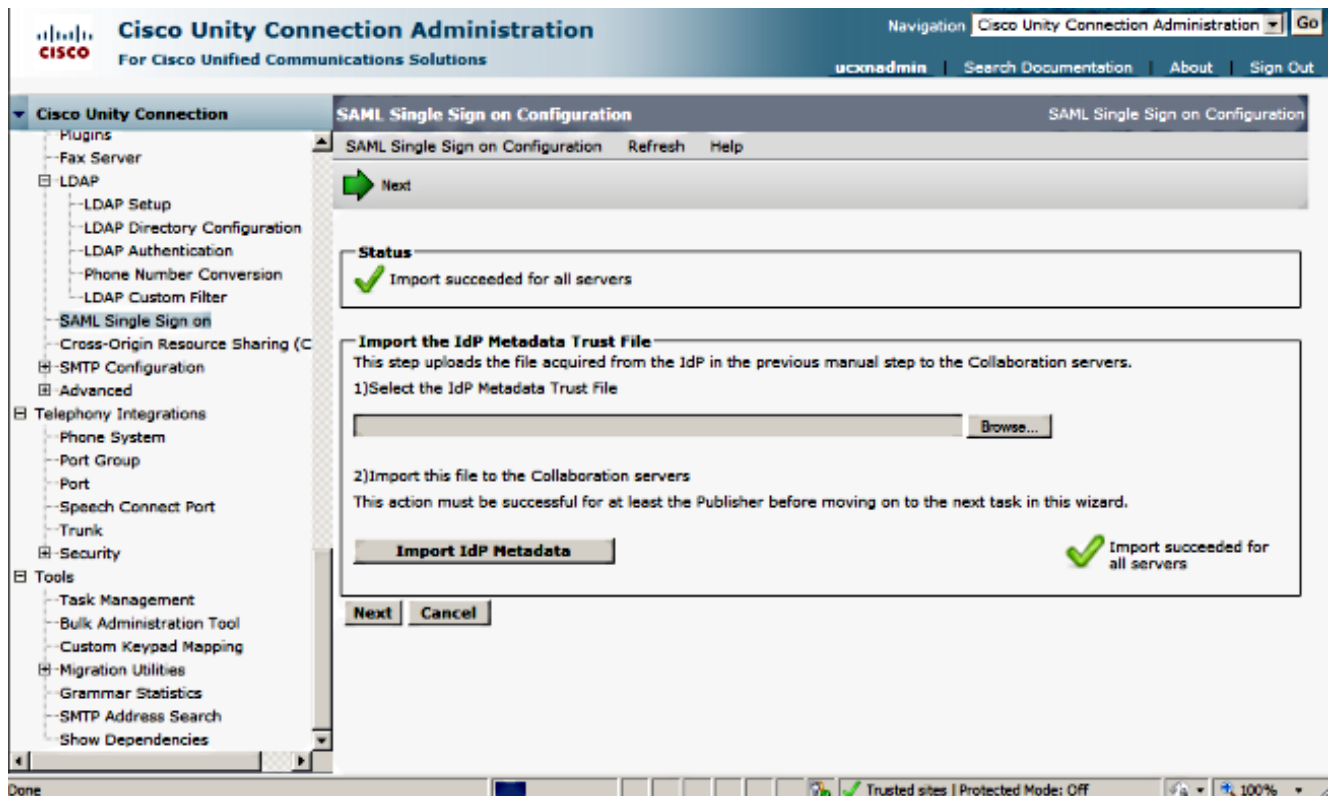 cisco
Cisco Unity Connection Administration
For Cisco Unified Communications Solutions
Navigation Cisco Unity Connection Administration Go
ucxnadmin | Search Documentation | About | Sign Out
Cisco Unity Connection
Plugins
Fax Server
LDAP
LDAP Setup
LDAP Directory Configuration
LDAP Authentication
Phone Number Conversion
LDAP Custom Filter
SAML Single Sign on
Cross-Origin Resource Sharing (C
SMTP Configuration
Advanced
Telephony Integrations
Phone System
Port Group
Port
Speech Connect Port
Trunk
Security
Tools
Task Management
Bulk Administration Tool
Custom Keypad Mapping
Migration Utilities
Grammar Statistics
SMTP Address Search
Show Dependencies
SAML Single Sign on Configuration
SAML Single Sign on Configuration
SAML Single Sign on Configuration Refresh Help
Next
Status
Import succeeded for all servers
Import the IdP Metadata Trust File
This step uploads the file acquired from the IdP in the previous manual step to the Collaboration servers.
1)Select the IdP Metadata Trust File
Browse...
2)Import this file to the Collaboration servers
This action must be successful for at least the Publisher before moving on to the next task in this wizard.
Import IdP Metadata
Import succeeded for
all servers
Next Cancel
Done
Trusted sites | Protected Mode: Off
100%